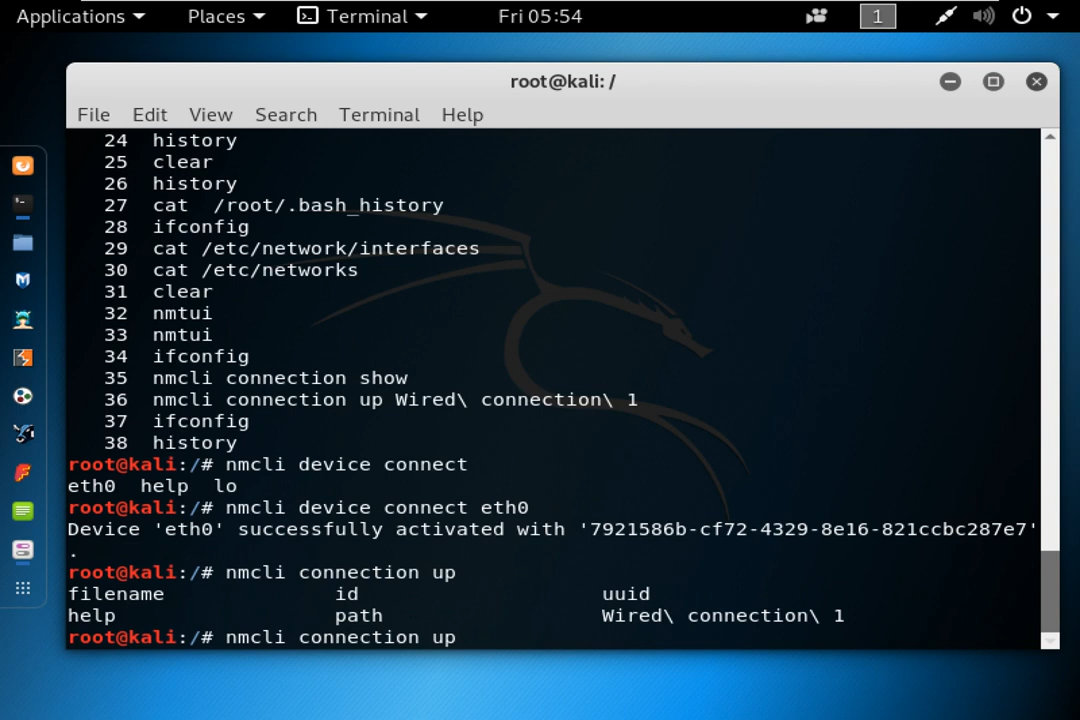 Applications Places Terminal Fri 05:54 1
root@kali: /
File Edit View Search Terminal Help
24 history
25 clear
26 history
27 cat  /root/.bash_history
28 ifconfig
29 cat /etc/network/interfaces
30 cat /etc/networks
31 clear
32 nmtui
33 nmtui
34 ifconfig
35 nmcli connection show
36 nmcli connection up Wired\ connection\ 1
37 ifconfig
38 history
root@kali:/# nmcli device connect
eth0  help  lo
root@kali:/# nmcli device connect eth0
Device 'eth0' successfully activated with '7921586b-cf72-4329-8e16-821ccbc287e7'
.
root@kali:/# nmcli connection up
filename id uuid
help path Wired\ connection\ 1
root@kali:/# nmcli connection up